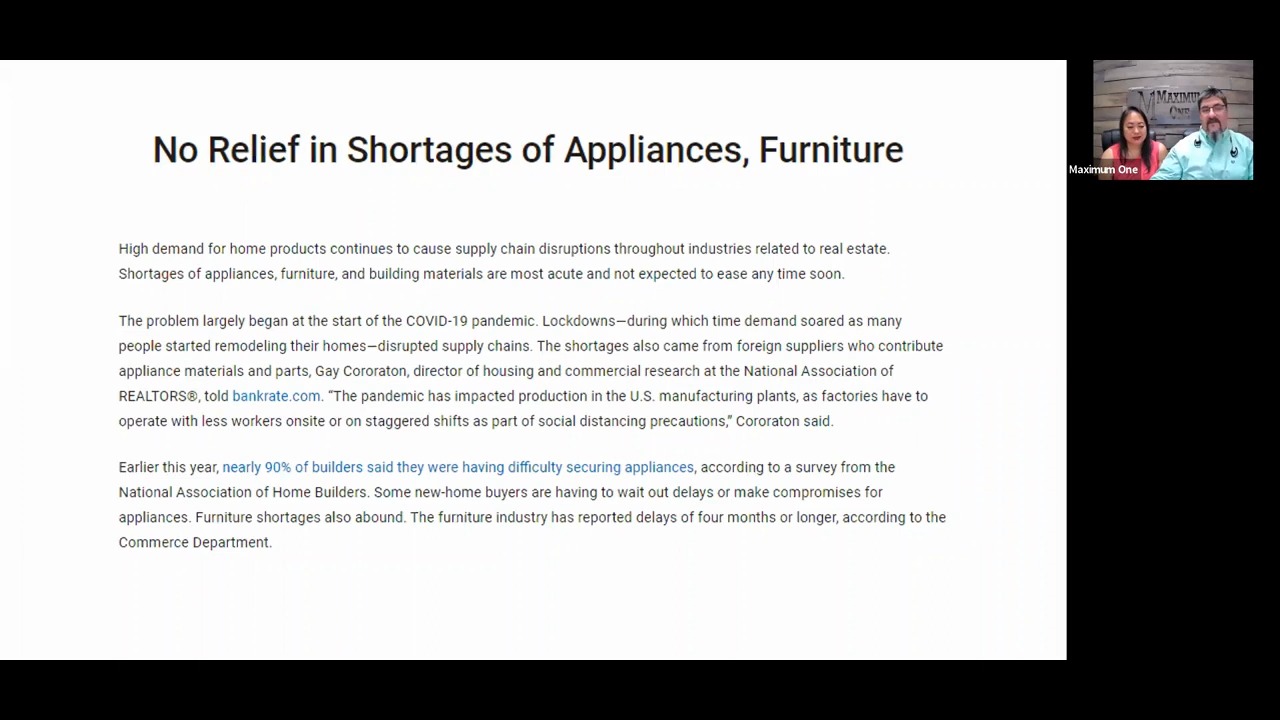 No Relief in Shortages of Appliances, Furniture
High demand for home products continues to cause supply chain disruptions throughout industries related to real estate.
Shortages of appliances, furniture, and building materials are most acute and not expected to ease any time soon.
The problem largely began at the start of the COVID-19 pandemic. Lockdowns—during which time demand soared as many
people started remodeling their homes—disrupted supply chains. The shortages also came from foreign suppliers who contribute
appliance materials and parts, Gay Cororaton, director of housing and commercial research at the National Association of
REALTORS®, told bankrate.com. “The pandemic has impacted production in the U.S. manufacturing plants, as factories have to
operate with less workers onsite or on staggered shifts as part of social distancing precautions,” Cororaton said.
Earlier this year, nearly 90% of builders said they were having difficulty securing appliances, according to a survey from the
National Association of Home Builders. Some new-home buyers are having to wait out delays or make compromises for
appliances. Furniture shortages also abound. The furniture industry has reported delays of four months or longer, according to the
Commerce Department.
MAXIMU
ONE
Maximum One